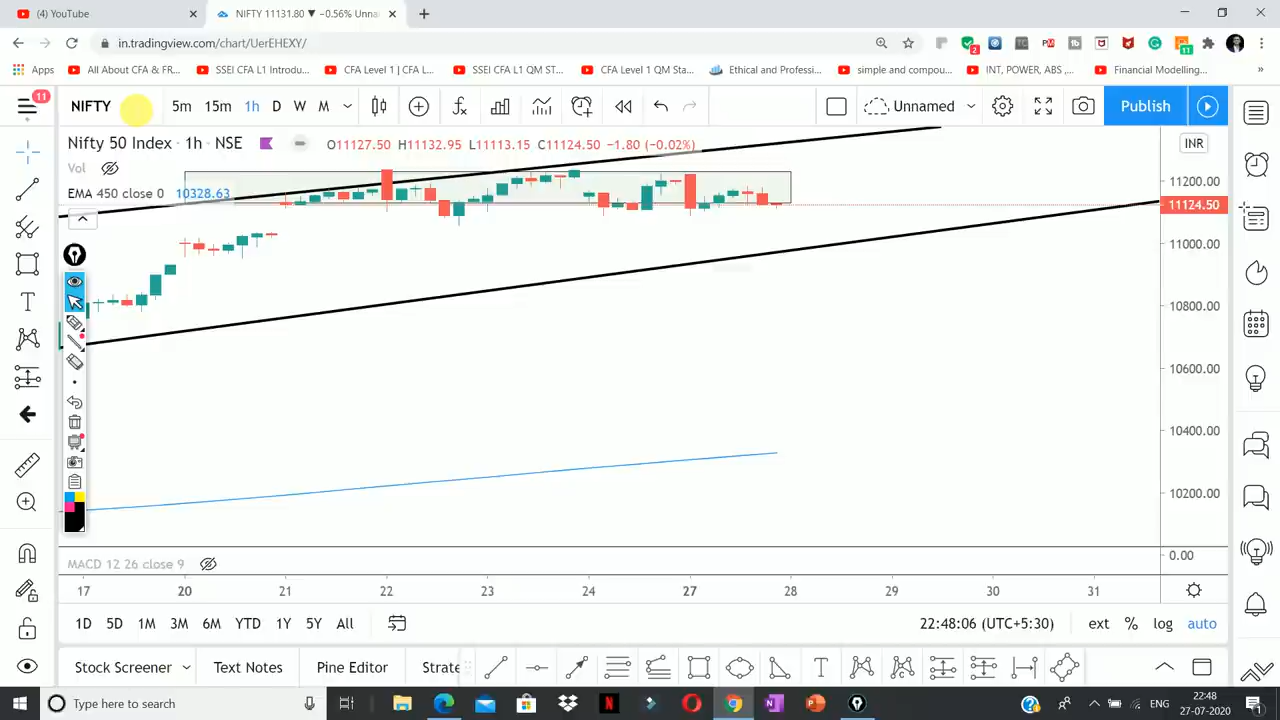 (4) YouTube
NIFTY 11131.80 ▼ −0.56% Unna
in.tradingview.com/chart/UerEHEXY/
Apps All About CFA & FR... SSEI CFA L1 Introdu... CFA Level 1 | CFA L... SSEI CFA L1 QM ST... CFA Level 1 QM Sta... Ethical and Professi... simple and compou... INT, POWER, ABS ,... Financial Modelling... »
11 NIFTY 5m 15m 1h D W M Unnamed Publish
Nifty 50 Index · 1h · NSE O11127.50 H11132.95 L11113.15 C11124.50 −1.80 (−0.02%) INR
Vol
EMA 450 close 0 10328.63
11200.00
11124.50
11000.00
10800.00
10600.00
10400.00
10200.00
0.00
MACD 12 26 close 9
17 20 21 22 23 24 27 28 29 30 31
1D 5D 1M 3M 6M YTD 1Y 5Y All 22:48:06 (UTC+5:30) ext % log auto
Stock Screener Text Notes Pine Editor Strate
Type here to search ENG 22:48
27-07-2020